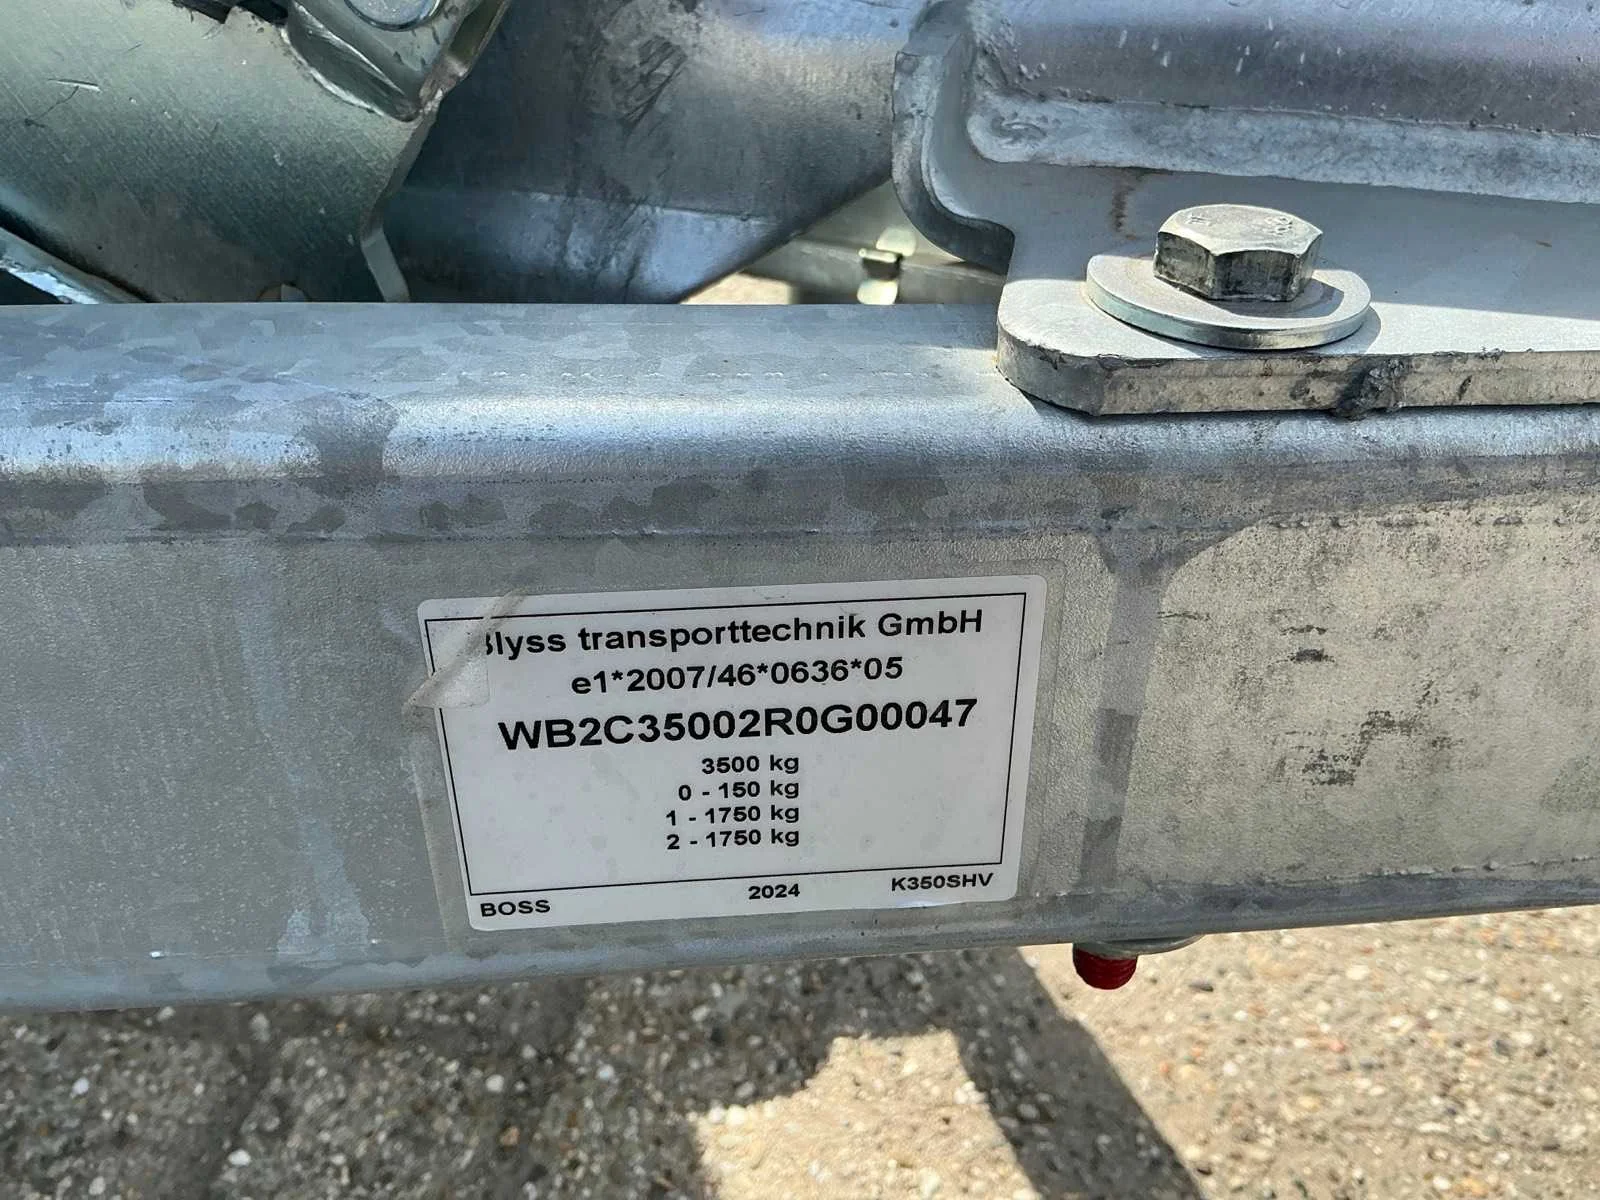 Blyss transporttechnik GmbH
e1*2007/46*0636*05
WB2C35002R0G00047
3500 kg
0 - 150 kg
1 - 1750 kg
2 - 1750 kg
BOSS 2024 K350SHV